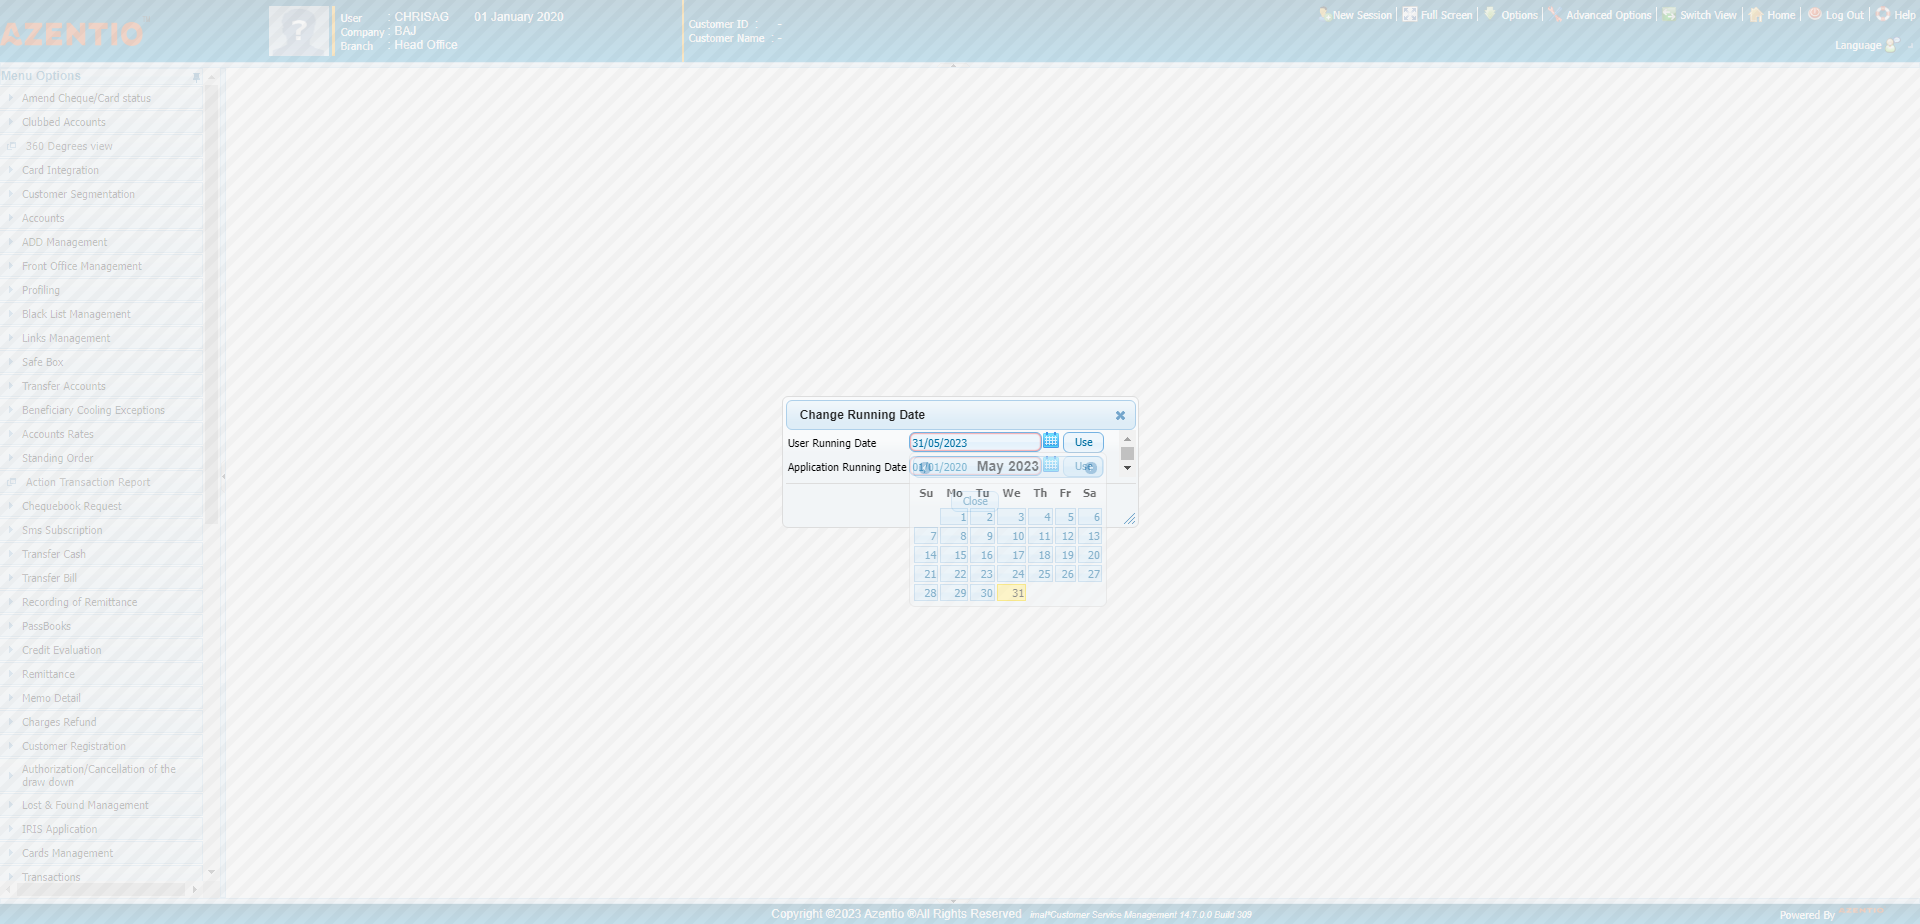 AZENTIO
User : CHRISAG 01 January 2020
Company : BAJ
Branch : Head Office
Customer ID : -
Customer Name : -
New Session Full Screen Options Advanced Options Switch View Home Log Out Help
Language
Menu Options
Amend Cheque/Card status
Clubbed Accounts
360 Degrees view
Card Integration
Customer Segmentation
Accounts
ADD Management
Front Office Management
Profiling
Black List Management
Links Management
Safe Box
Transfer Accounts
Beneficiary Cooling Exceptions
Accounts Rates
Standing Order
Action Transaction Report
Chequebook Request
Sms Subscription
Transfer Cash
Transfer Bill
Recording of Remittance
PassBooks
Credit Evaluation
Remittance
Memo Detail
Charges Refund
Customer Registration
Authorization/Cancellation of the
draw down
Lost & Found Management
IRIS Application
Cards Management
Transactions
Change Running Date
User Running Date 31/05/2023 Use
Application Running Date 01/01/2020 Use
May 2023
Close
Su Mo Tu We Th Fr Sa
1 2 3 4 5 6
7 8 9 10 11 12 13
14 15 16 17 18 19 20
21 22 23 24 25 26 27
28 29 30 31
Copyright ©2023 Azentio ®All Rights Reserved imal®Customer Service Management 14.7.0.0 Build 309
Powered By